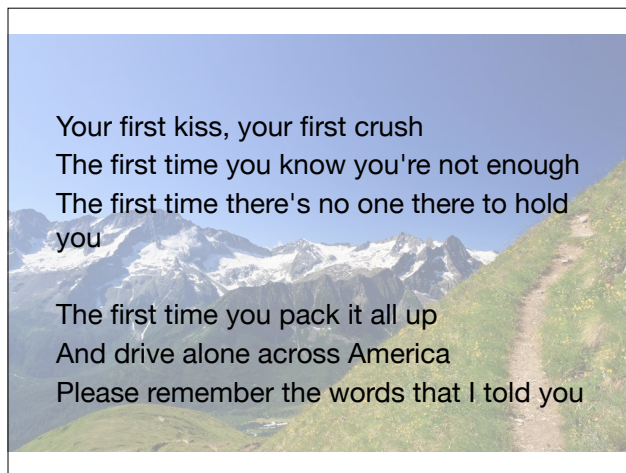 Your first kiss, your first crush
The first time you know you're not enough
The first time there's no one there to hold
you
The first time you pack it all up
And drive alone across America
Please remember the words that I told you